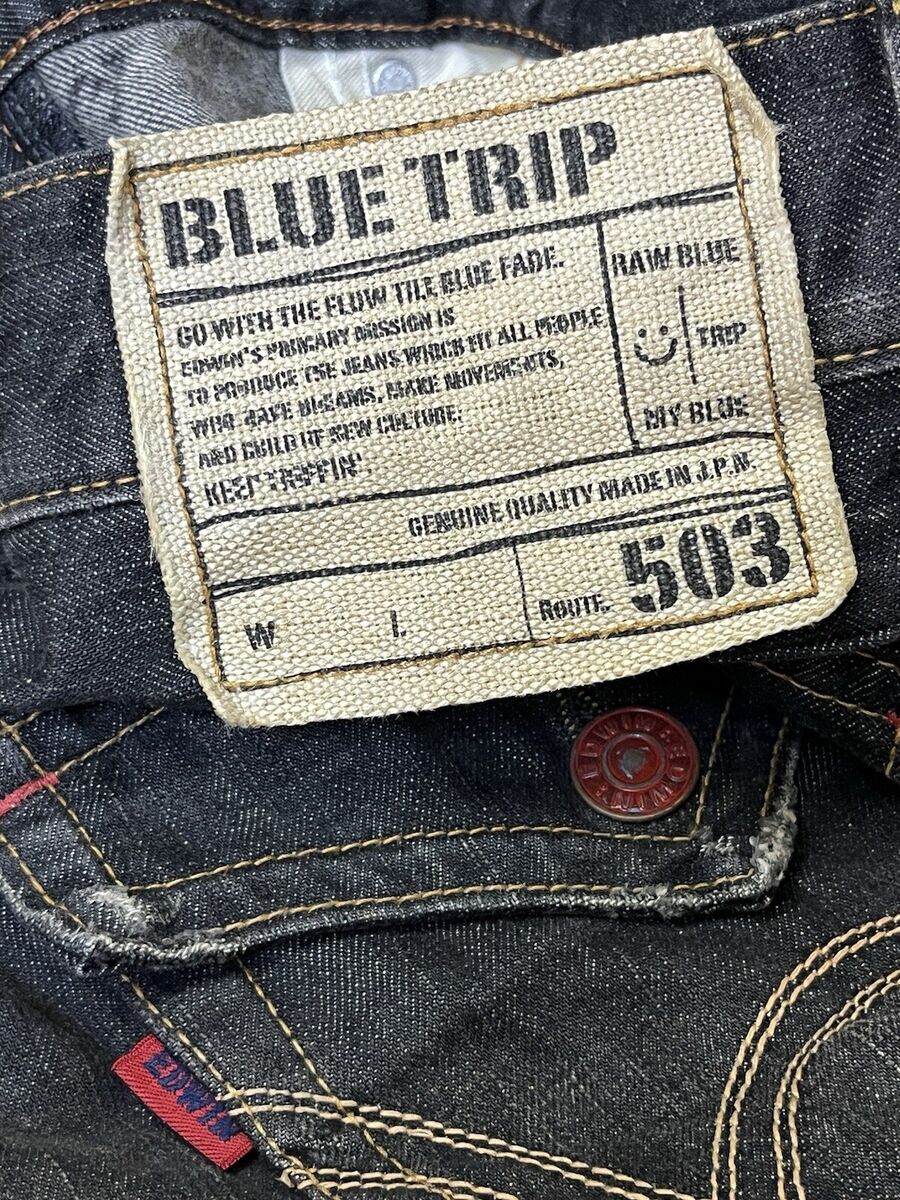 BLUE TRIP
GO WITH THE FLOW TILL BLUE FADE.
EDWIN'S PRIMARY MISSION IS
TO PRODUCE THE JEANS WHICH FIT ALL PEOPLE
WHO HAVE DREAMS, MAKE MOVEMENTS,
AND BUILD UP NEW CULTURE.
KEEP TRIPPIN'.
RAW BLUE
TRIP
MY BLUE
GENUINE QUALITY MADE IN J.P.N.
W L
ROUTE. 503
EDWIN
EDWIN
EDWIN